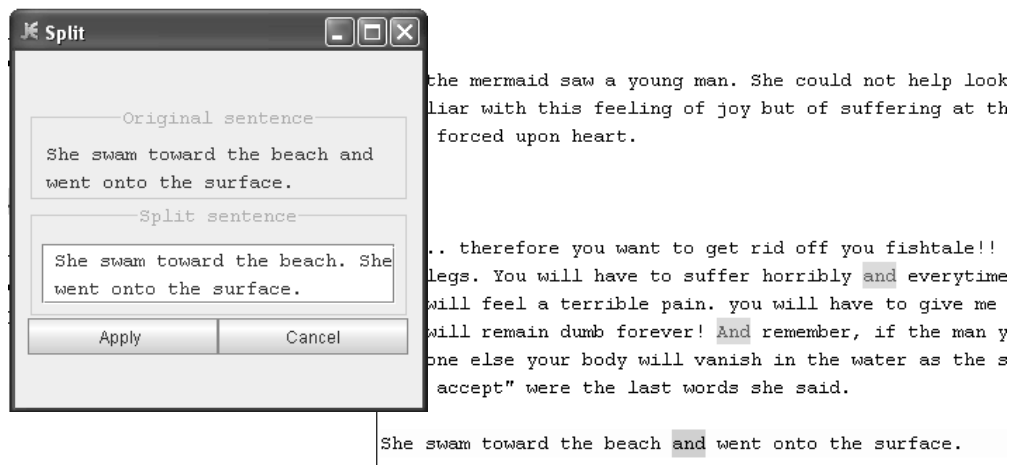 Split
Original sentence
She swam toward the beach and
went onto the surface.
Split sentence
She swam toward the beach. She
went onto the surface.
Apply
Cancel
the mermaid saw a young man. She could not help look
liar with this feeling of joy but of suffering at th
forced upon heart.
.. therefore you want to get rid off you fishtale!!
legs. You will have to suffer horribly and everytime
will feel a terrible pain. you will have to give me
will remain dumb forever! And remember, if the man y
one else your body will vanish in the water as the s
accept" were the last words she said.
She swam toward the beach and went onto the surface.